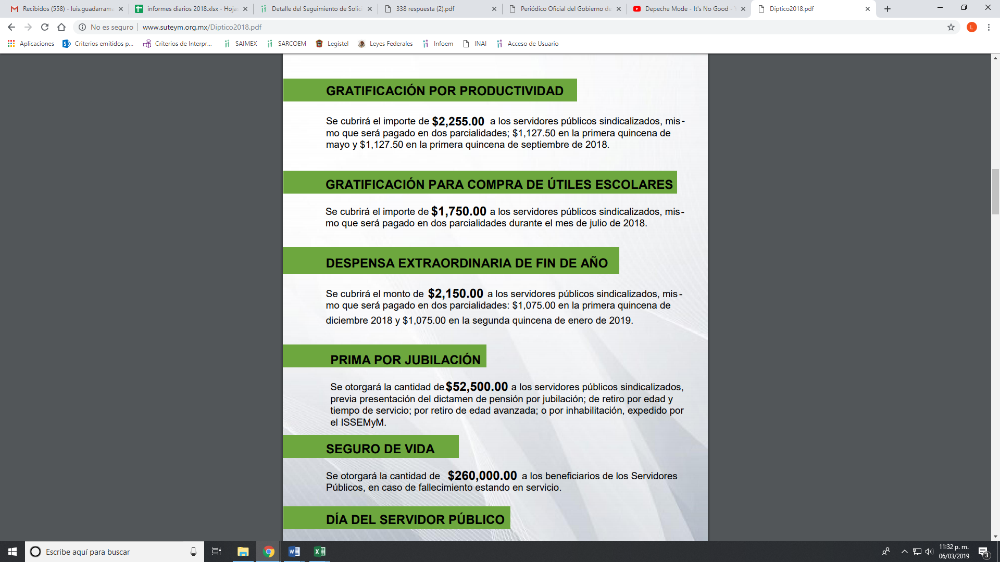 Recibidos (558) - luis.guadarrama
informes diarios 2018.xlsx - Hoja
Detalle del Seguimiento de Solici
338 respuesta (2).pdf
Periódico Oficial del Gobierno de
Depeche Mode - It's No Good - Y
Diptico2018.pdf
No es seguro | www.suteym.org.mx/Diptico2018.pdf
L
Aplicaciones
Criterios emitidos p...
Criterios de Interpr...
SAIMEX
SARCOEM
Legistel
Leyes Federales
Infoem
INAI
Acceso de Usuario
GRATIFICACIÓN POR PRODUCTIVIDAD
Se cubrirá el importe de $2,255.00 a los servidores públicos sindicalizados, mis-
mo que será pagado en dos parcialidades; $1,127.50 en la primera quincena de
mayo y $1,127.50 en la primera quincena de septiembre de 2018.
GRATIFICACIÓN PARA COMPRA DE ÚTILES ESCOLARES
Se cubrirá el importe de $1,750.00 a los servidores públicos sindicalizados, mis-
mo que será pagado en dos parcialidades durante el mes de julio de 2018.
DESPENSA EXTRAORDINARIA DE FIN DE AÑO
Se cubrirá el monto de $2,150.00 a los servidores públicos sindicalizados, mis-
mo que será pagado en dos parcialidades: $1,075.00 en la primera quincena de
diciembre 2018 y $1,075.00 en la segunda quincena de enero de 2019.
PRIMA POR JUBILACIÓN
Se otorgará la cantidad de $52,500.00 a los servidores públicos sindicalizados,
previa presentación del dictamen de pensión por jubilación; de retiro por edad y
tiempo de servicio; por retiro de edad avanzada; o por inhabilitación, expedido por
el ISSEMyM.
SEGURO DE VIDA
Se otorgará la cantidad de $260,000.00 a los beneficiarios de los Servidores
Públicos, en caso de fallecimiento estando en servicio.
DÍA DEL SERVIDOR PÚBLICO
Escribe aquí para buscar
11:32 p. m.
06/03/2019
3